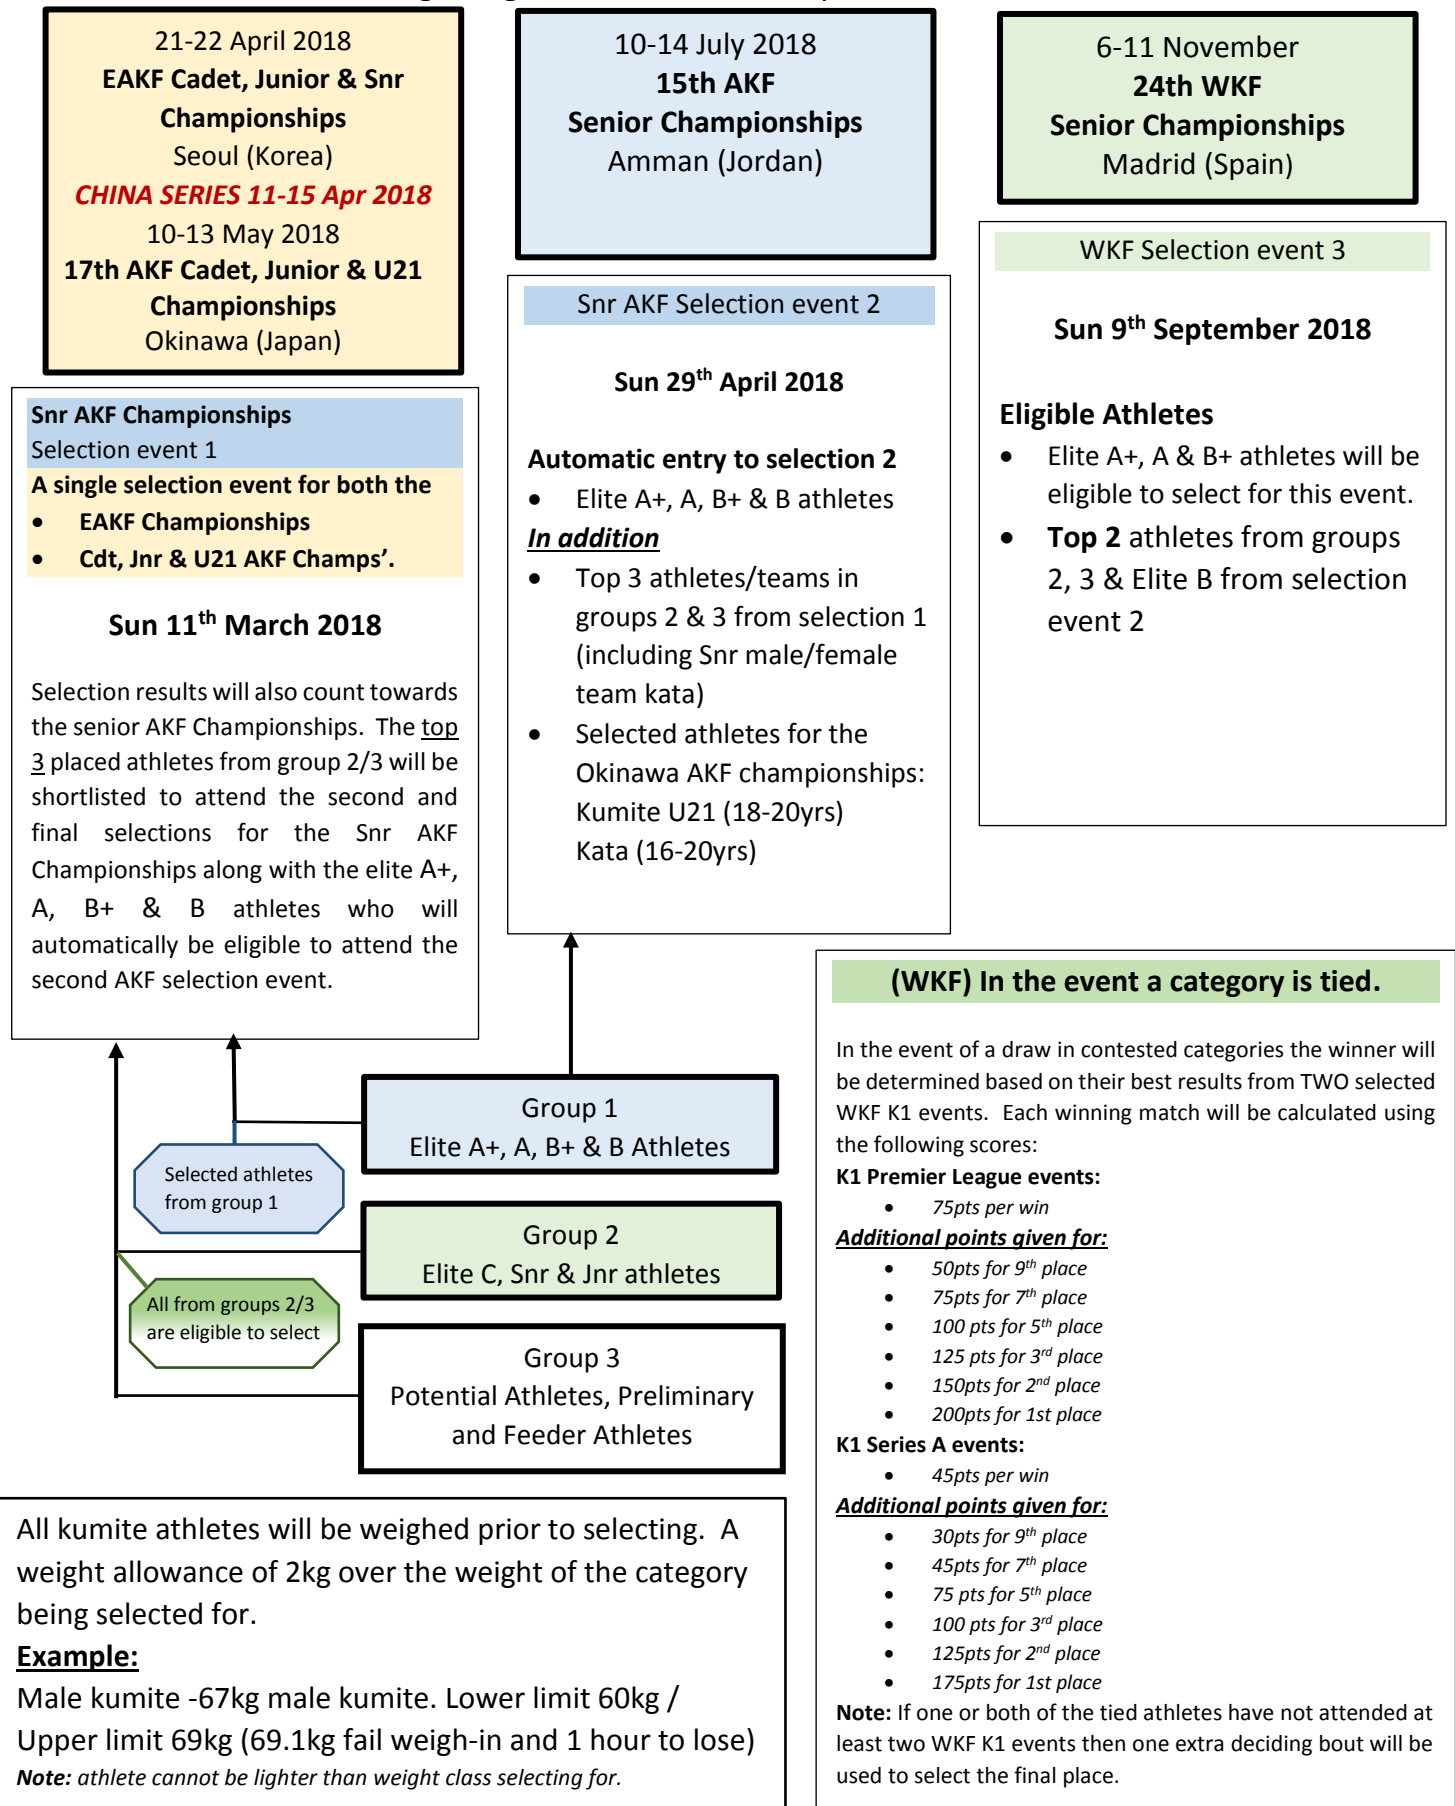 21-22 April 2018
EAKF Cadet, Junior & Snr
Championships
Seoul (Korea)
CHINA SERIES 11-15 Apr 2018
10-13 May 2018
17th AKF Cadet, Junior & U21
Championships
Okinawa (Japan)
10-14 July 2018
15th AKF
Senior Championships
Amman (Jordan)
6-11 November
24th WKF
Senior Championships
Madrid (Spain)
Snr AKF Championships
Selection event 1
A single selection event for both the
• EAKF Championships
• Cdt, Jnr & U21 AKF Champs’.
Sun 11th March 2018
Selection results will also count towards
the senior AKF Championships. The top
3 placed athletes from group 2/3 will be
shortlisted to attend the second and
final selections for the Snr AKF
Championships along with the elite A+,
A, B+ & B athletes who will
automatically be eligible to attend the
second AKF selection event.
Snr AKF Selection event 2
Sun 29th April 2018
Automatic entry to selection 2
• Elite A+, A, B+ & B athletes
In addition
• Top 3 athletes/teams in
groups 2 & 3 from selection 1
(including Snr male/female
team kata)
• Selected athletes for the
Okinawa AKF championships:
Kumite U21 (18-20yrs)
Kata (16-20yrs)
WKF Selection event 3
Sun 9th September 2018
Eligible Athletes
• Elite A+, A & B+ athletes will be
eligible to select for this event.
• Top 2 athletes from groups
2, 3 & Elite B from selection
event 2
Group 1
Elite A+, A, B+ & B Athletes
Selected athletes
from group 1
Group 2
Elite C, Snr & Jnr athletes
All from groups 2/3
are eligible to select
Group 3
Potential Athletes, Preliminary
and Feeder Athletes
All kumite athletes will be weighed prior to selecting. A
weight allowance of 2kg over the weight of the category
being selected for.
Example:
Male kumite -67kg male kumite. Lower limit 60kg /
Upper limit 69kg (69.1kg fail weigh-in and 1 hour to lose)
Note: athlete cannot be lighter than weight class selecting for.
(WKF) In the event a category is tied.
In the event of a draw in contested categories the winner will
be determined based on their best results from TWO selected
WKF K1 events. Each winning match will be calculated using
the following scores:
K1 Premier League events:
• 75pts per win
Additional points given for:
• 50pts for 9th place
• 75pts for 7th place
• 100 pts for 5th place
• 125 pts for 3rd place
• 150pts for 2nd place
• 200pts for 1st place
K1 Series A events:
• 45pts per win
Additional points given for:
• 30pts for 9th place
• 45pts for 7th place
• 75 pts for 5th place
• 100 pts for 3rd place
• 125pts for 2nd place
• 175pts for 1st place
Note: If one or both of the tied athletes have not attended at
least two WKF K1 events then one extra deciding bout will be
used to select the final place.